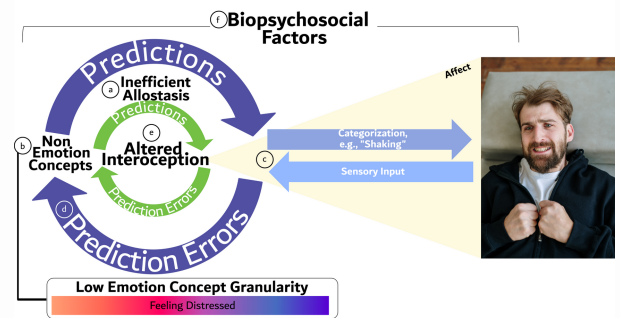 f Biopsychosocial
Factors
Predictions
a Inefficient
Allostasis
Predictions
Affect
e
Altered
Interoception
b Non
Emotion
Concepts
c
Categorization,
e.g., "Shaking"
Sensory Input
Prediction Errors
d Prediction Errors
Low Emotion Concept Granularity
Feeling Distressed